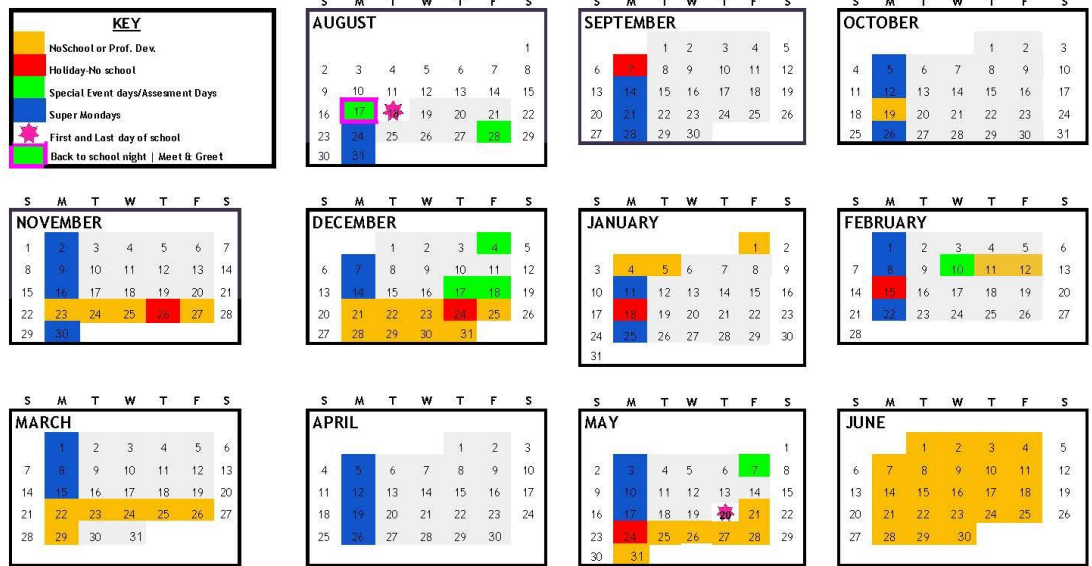 KEY
NoSchool or Prof. Dev.
Holiday-No school
Special Event days/Assesment Days
Super Mondays
First and Last day of school
Back to school night | Meet & Greet
S M T W T F S
AUGUST
1
2 3 4 5 6 7 8
9 10 11 12 13 14 15
16 17 18 19 20 21 22
23 24 25 26 27 28 29
30 31
S M T W T F S
SEPTEMBER
1 2 3 4 5
6 7 8 9 10 11 12
13 14 15 16 17 18 19
20 21 22 23 24 25 26
27 28 29 30
S M T W T F S
OCTOBER
1 2 3
4 5 6 7 8 9 10
11 12 13 14 15 16 17
18 19 20 21 22 23 24
25 26 27 28 29 30 31
S M T W T F S
NOVEMBER
1 2 3 4 5 6 7
8 9 10 11 12 13 14
15 16 17 18 19 20 21
22 23 24 25 26 27 28
29 30
S M T W T F S
DECEMBER
1 2 3 4 5
6 7 8 9 10 11 12
13 14 15 16 17 18 19
20 21 22 23 24 25 26
27 28 29 30 31
S M T W T F S
JANUARY
1 2
3 4 5 6 7 8 9
10 11 12 13 14 15 16
17 18 19 20 21 22 23
24 25 26 27 28 29 30
31
S M T W T F S
FEBRUARY
1 2 3 4 5 6
7 8 9 10 11 12 13
14 15 16 17 18 19 20
21 22 23 24 25 26 27
28
S M T W T F S
MARCH
1 2 3 4 5 6
7 8 9 10 11 12 13
14 15 16 17 18 19 20
21 22 23 24 25 26 27
28 29 30 31
S M T W T F S
APRIL
1 2 3
4 5 6 7 8 9 10
11 12 13 14 15 16 17
18 19 20 21 22 23 24
25 26 27 28 29 30
S M T W T F S
MAY
1
2 3 4 5 6 7 8
9 10 11 12 13 14 15
16 17 18 19 20 21 22
23 24 25 26 27 28 29
30 31
S M T W T F S
JUNE
1 2 3 4 5
6 7 8 9 10 11 12
13 14 15 16 17 18 19
20 21 22 23 24 25 26
27 28 29 30